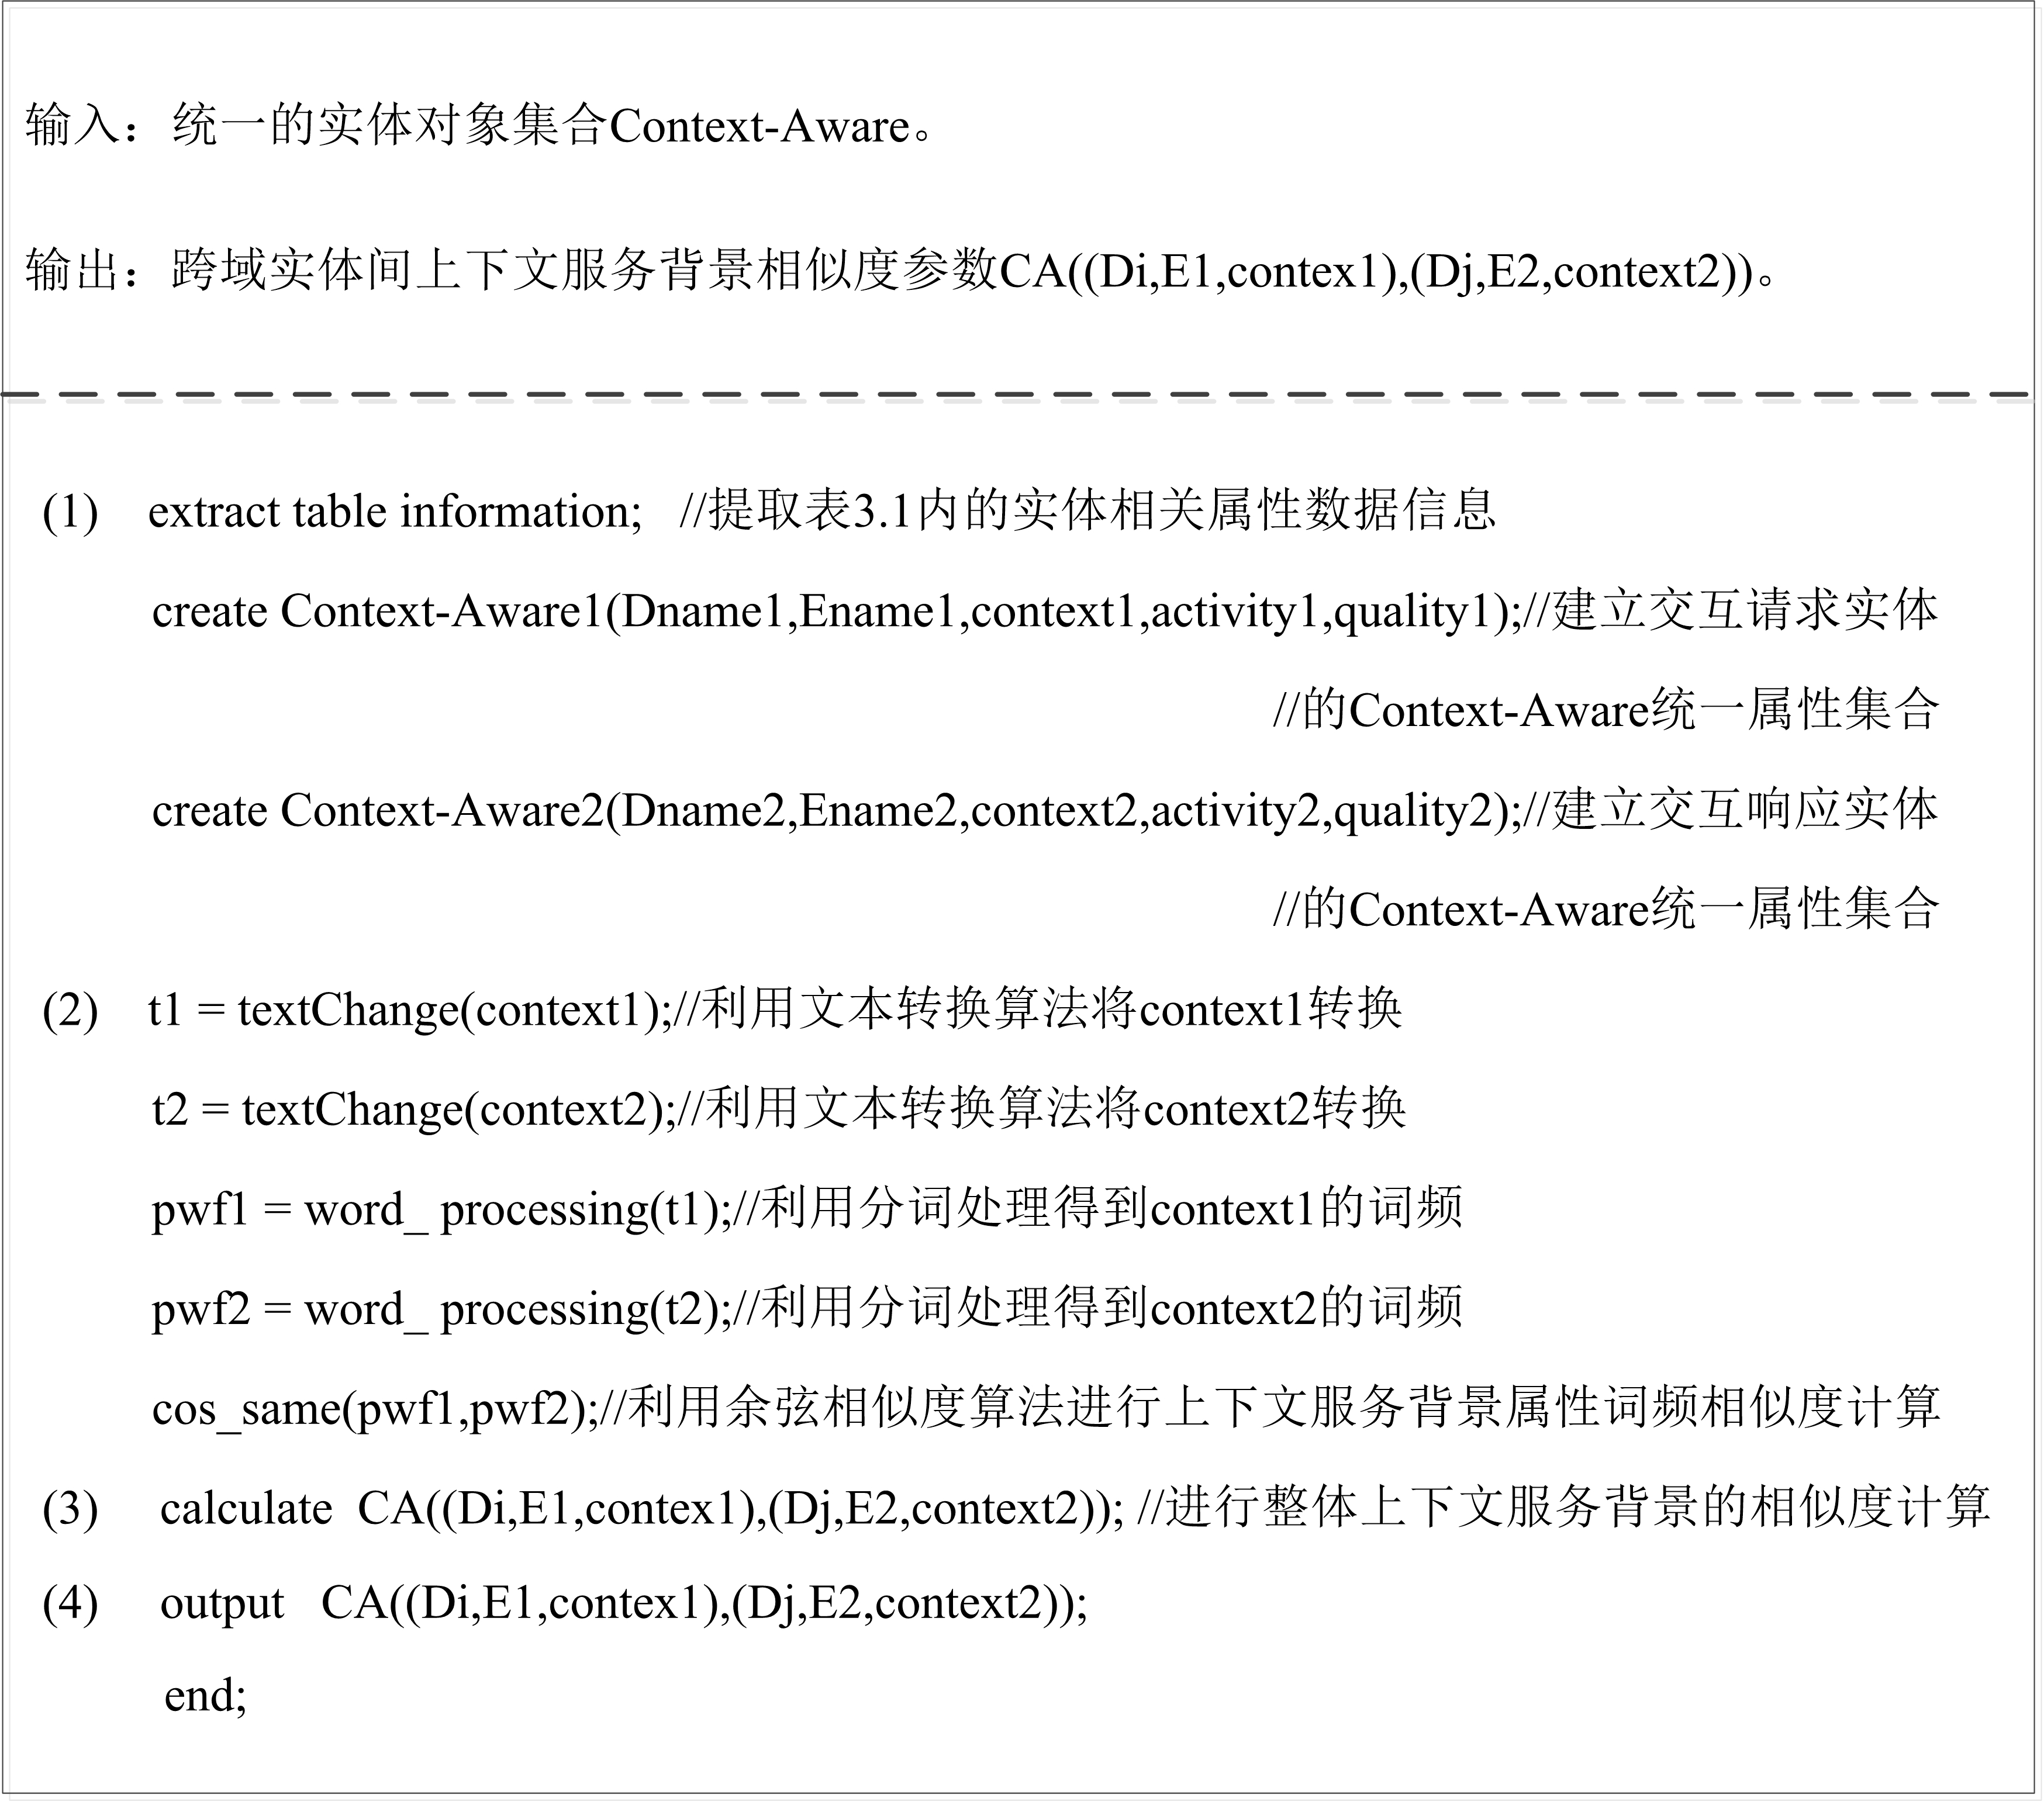 输入：统一的实体对象集合Context-Aware。
输出：跨域实体间上下文服务背景相似度参数CA((Di,E1,contex1),(Dj,E2,context2))。
(1) extract table information; //提取表3.1内的实体相关属性数据信息
create Context-Aware1(Dname1,Ename1,context1,activity1,quality1);//建立交互请求实体
//的Context-Aware统一属性集合
create Context-Aware2(Dname2,Ename2,context2,activity2,quality2);//建立交互响应实体
//的Context-Aware统一属性集合
(2) t1 = textChange(context1);//利用文本转换算法将context1转换
t2 = textChange(context2);//利用文本转换算法将context2转换
pwf1 = word_ processing(t1);//利用分词处理得到context1的词频
pwf2 = word_ processing(t2);//利用分词处理得到context2的词频
cos_same(pwf1,pwf2);//利用余弦相似度算法进行上下文服务背景属性词频相似度计算
(3) calculate CA((Di,E1,contex1),(Dj,E2,context2)); //进行整体上下文服务背景的相似度计算
(4) output CA((Di,E1,contex1),(Dj,E2,context2));
end;